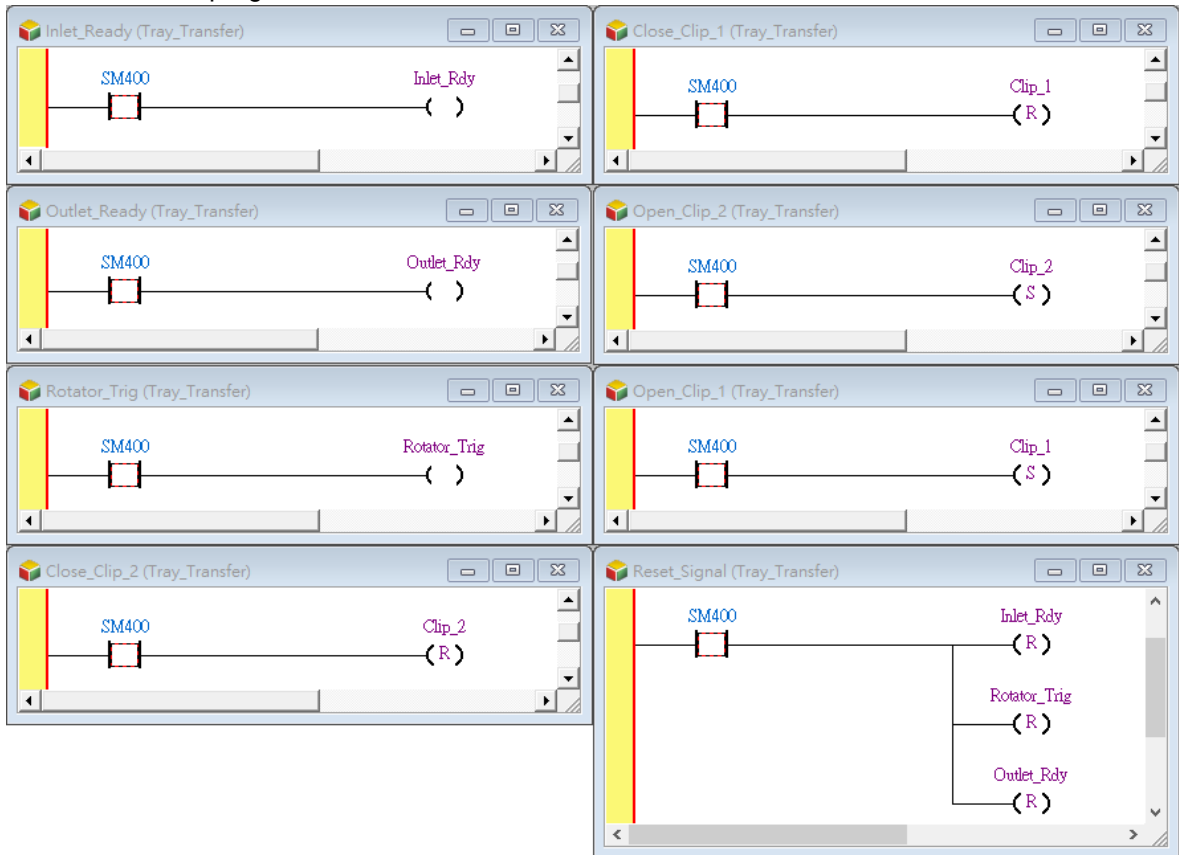 Inlet_Ready (Tray_Transfer)
SM400
Inlet_Rdy
Close_Clip_1 (Tray_Transfer)
SM400
Clip_1
R
Outlet_Ready (Tray_Transfer)
SM400
Outlet_Rdy
Open_Clip_2 (Tray_Transfer)
SM400
Clip_2
S
Rotator_Trig (Tray_Transfer)
SM400
Rotator_Trig
Open_Clip_1 (Tray_Transfer)
SM400
Clip_1
S
Close_Clip_2 (Tray_Transfer)
SM400
Clip_2
R
Reset_Signal (Tray_Transfer)
SM400
Inlet_Rdy
R
Rotator_Trig
R
Outlet_Rdy
R